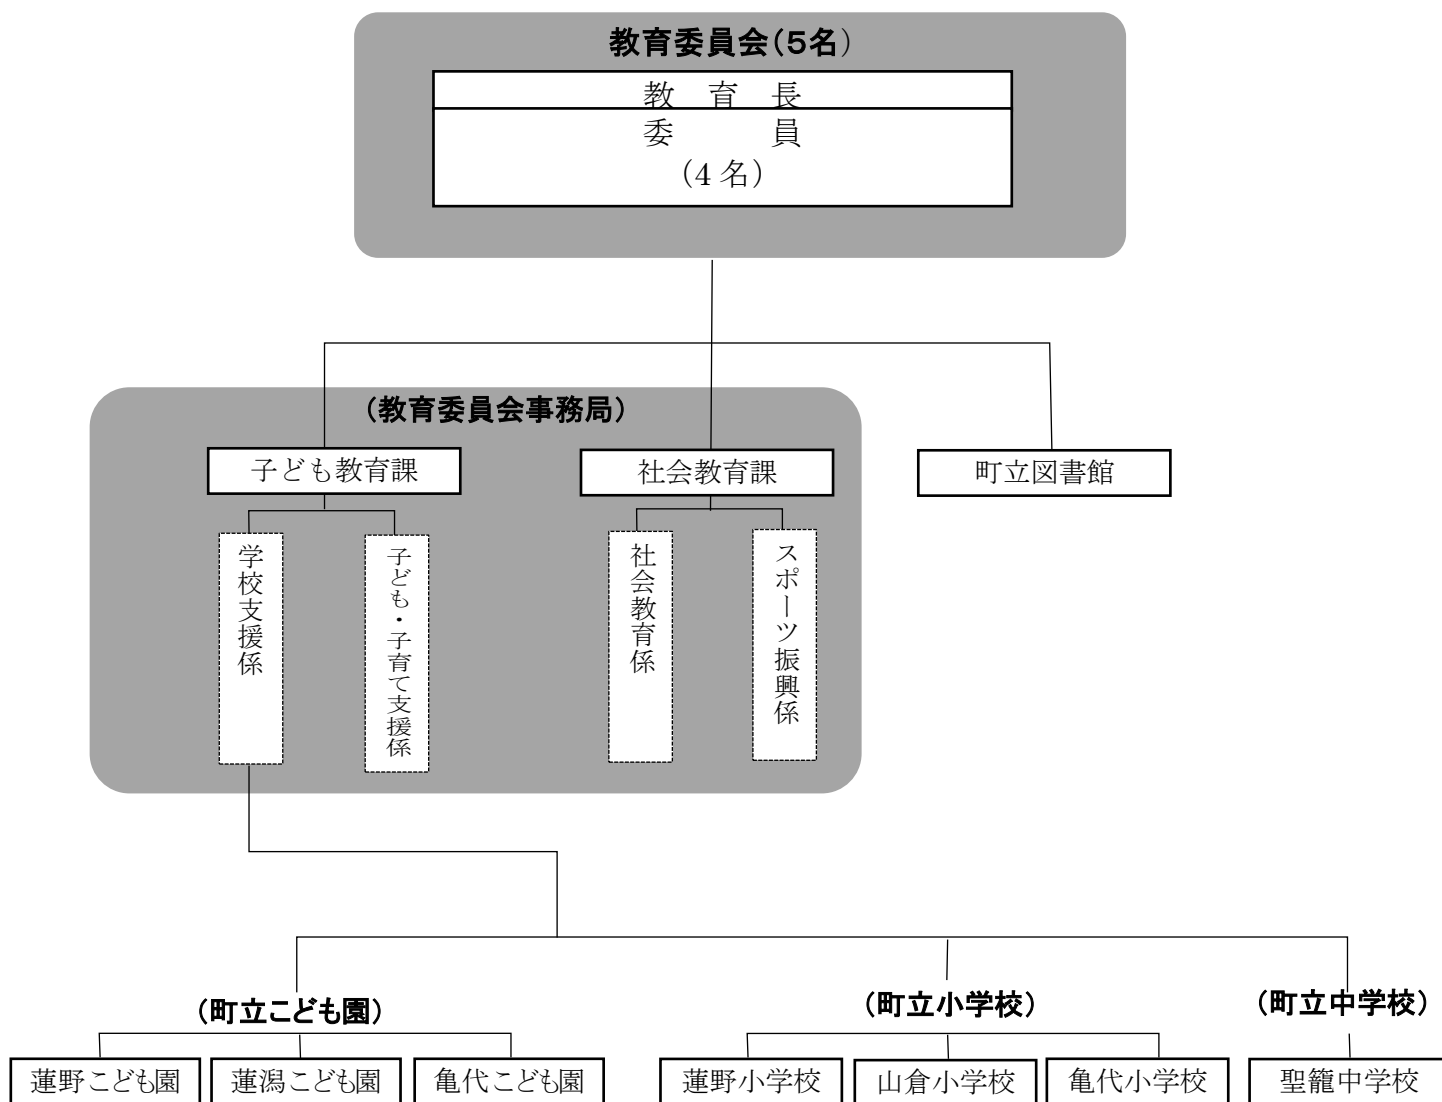 教育委員会(5名)
教　育　長
委　　　員
(4 名)
(教育委員会事務局)
子ども教育課
社会教育課
町立図書館
学校支援係
子ども・子育て支援係
社会教育係
スポーツ振興係
(町立こども園)
(町立小学校)
(町立中学校)
蓮野こども園
蓮潟こども園
亀代こども園
蓮野小学校
山倉小学校
亀代小学校
聖籠中学校